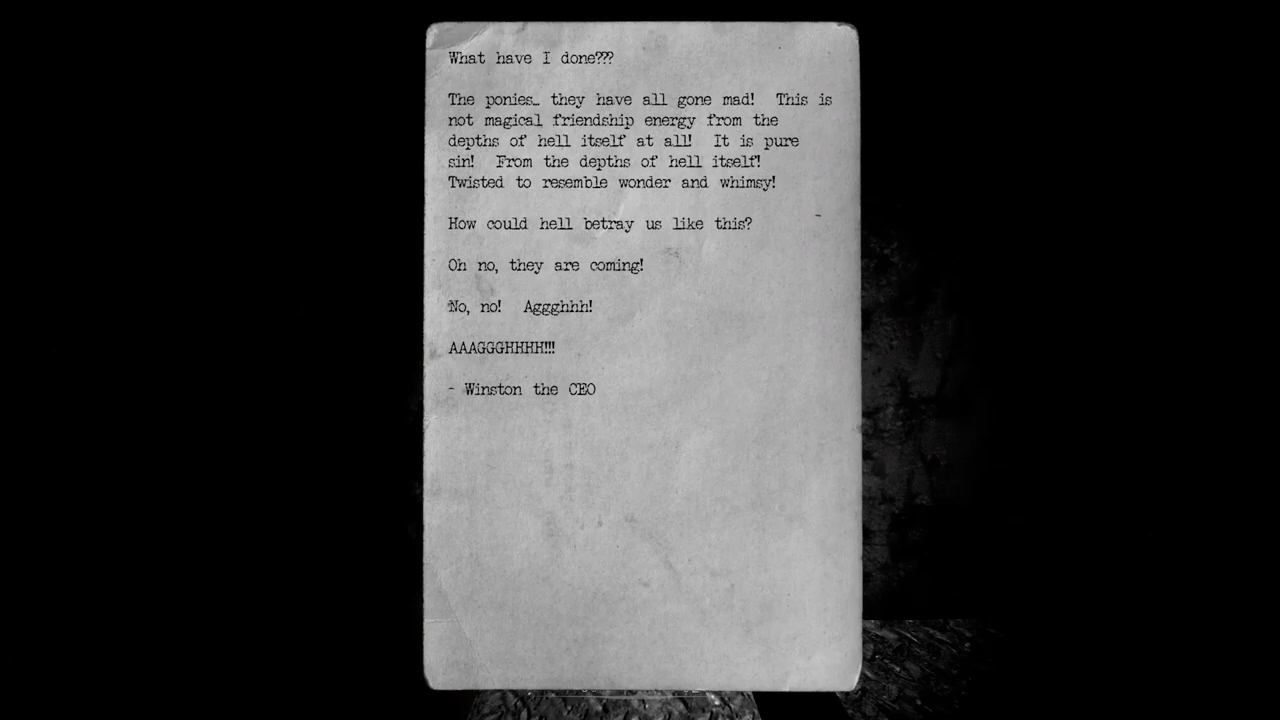 What have I done???
The ponies… they have all gone mad!  This is
not magical friendship energy from the
depths of hell itself at all!  It is pure
sin!  From the depths of hell itself!
Twisted to resemble wonder and whimsy!
How could hell betray us like this?
Oh no, they are coming!
No, no!  Aggghhh!
AAAGGGHHHH!!!
- Winston the CEO